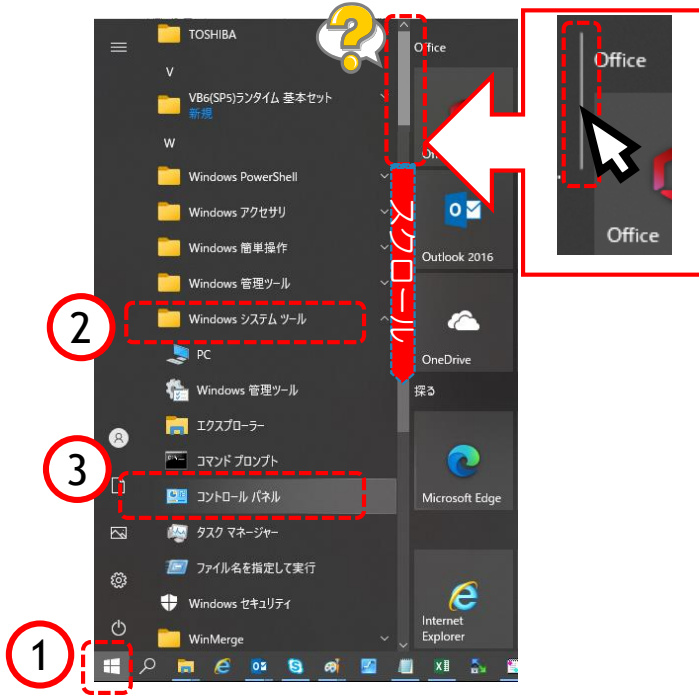 TOSHIBA
V
VB6(SP5)ランタイム 基本セット
新規
W
Windows PowerShell
Windows アクセサリ
Windows 簡単操作
Windows 管理ツール
2
Windows システム ツール
PC
Windows 管理ツール
エクスプローラー
コマンド プロンプト
3
コントロール パネル
タスク マネージャー
ファイル名を指定して実行
Windows セキュリティ
WinMerge
1
?
スクロール
Office
Outlook 2016
OneDrive
探る
Microsoft Edge
Internet
Explorer
Office
Office